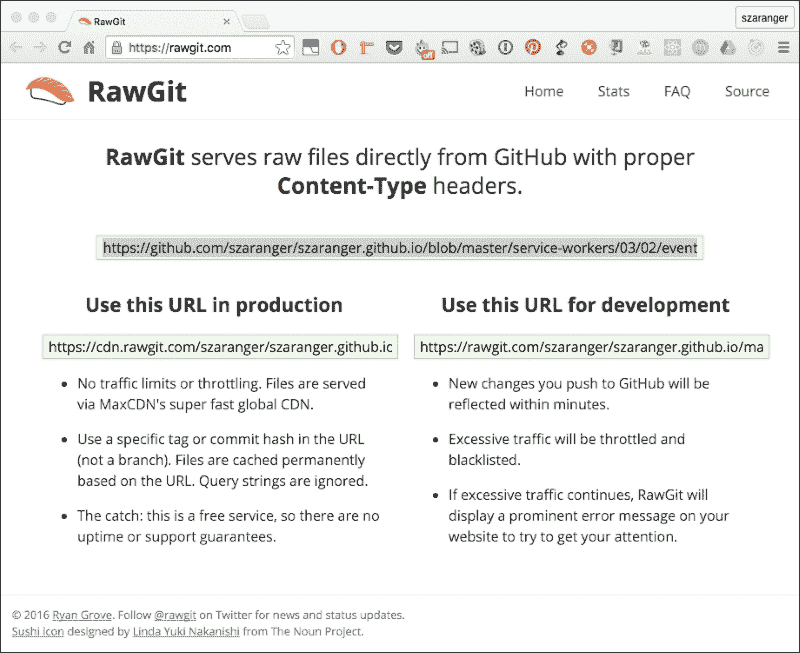 RawGit
szaranger
https://rawgit.com
off
RawGit
Home Stats FAQ Source
RawGit serves raw files directly from GitHub with proper
Content-Type headers.
https://github.com/szaranger/szaranger.github.io/blob/master/service-workers/03/02/event
Use this URL in production
https://cdn.rawgit.com/szaranger/szaranger.github.io
No traffic limits or throttling. Files are served
via MaxCDN's super fast global CDN.
Use a specific tag or commit hash in the URL
(not a branch). Files are cached permanently
based on the URL. Query strings are ignored.
The catch: this is a free service, so there are no
uptime or support guarantees.
Use this URL for development
https://rawgit.com/szaranger/szaranger.github.io/ma
New changes you push to GitHub will be
reflected within minutes.
Excessive traffic will be throttled and
blacklisted.
If excessive traffic continues, RawGit will
display a prominent error message on your
website to try to get your attention.
© 2016 Ryan Grove. Follow @rawgit on Twitter for news and status updates.
Sushi Icon designed by Linda Yuki Nakanishi from The Noun Project.